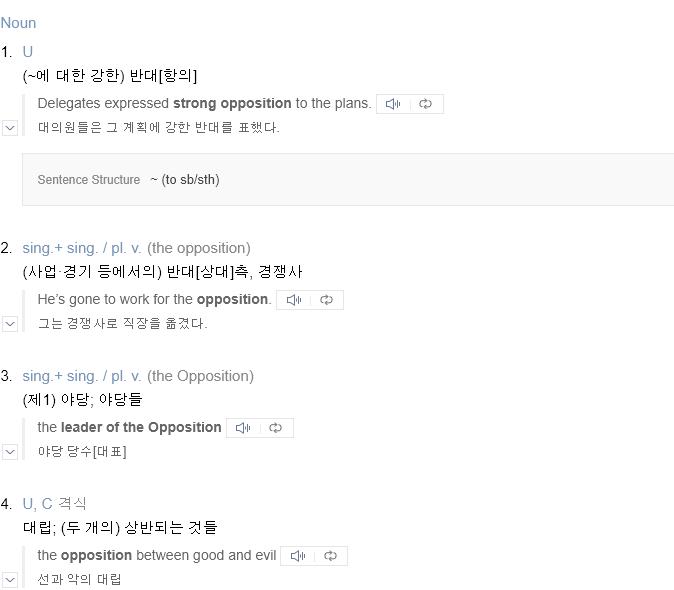 Noun
1. U
(~에 대한 강한) 반대[항의]
Delegates expressed strong opposition to the plans.
대의원들은 그 계획에 강한 반대를 표했다.
Sentence Structure ~ (to sb/sth)
2. sing.+ sing. / pl. v. (the opposition)
(사업·경기 등에서의) 반대[상대]측, 경쟁사
He’s gone to work for the opposition.
그는 경쟁사로 직장을 옮겼다.
3. sing.+ sing. / pl. v. (the Opposition)
(제1) 야당; 야당들
the leader of the Opposition
야당 당수[대표]
4. U, C 격식
대립; (두 개의) 상반되는 것들
the opposition between good and evil
선과 악의 대립